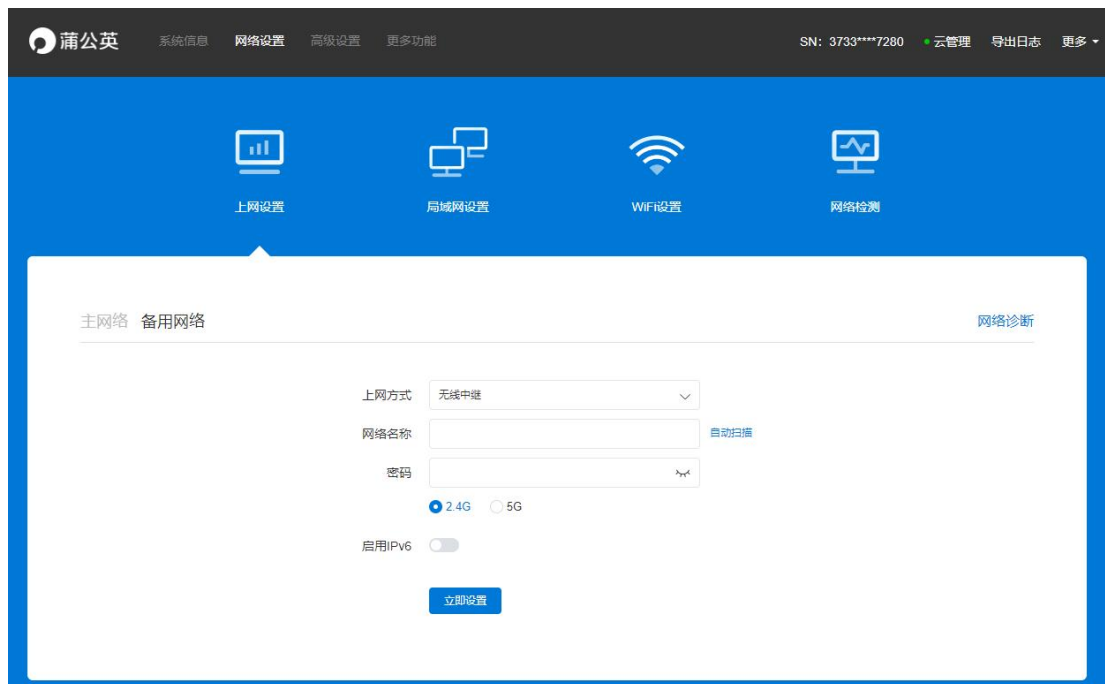 蒲公英 系统信息 网络设置 高级设置 更多功能 SN: 3733****7280 云管理 导出日志 更多
上网设置 局域网设置 WiFi设置 网络检测
主网络 备用网络 网络诊断
上网方式 无线中继
网络名称 自动扫描
密码
2.4G 5G
启用IPv6
立即设置